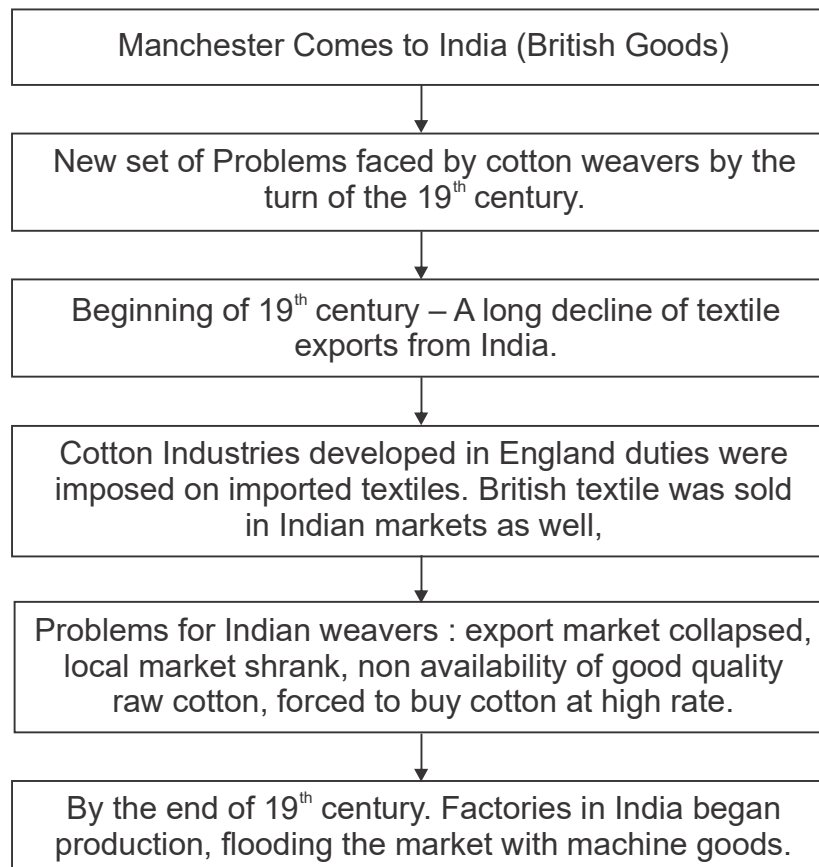 Manchester Comes to India (British Goods)
New set of Problems faced by cotton weavers by the
turn of the 19th century.
Beginning of 19th century – A long decline of textile
exports from India.
Cotton Industries developed in England duties were
imposed on imported textiles. British textile was sold
in Indian markets as well,
Problems for Indian weavers : export market collapsed,
local market shrank, non availability of good quality
raw cotton, forced to buy cotton at high rate.
By the end of 19th century. Factories in India began
production, flooding the market with machine goods.